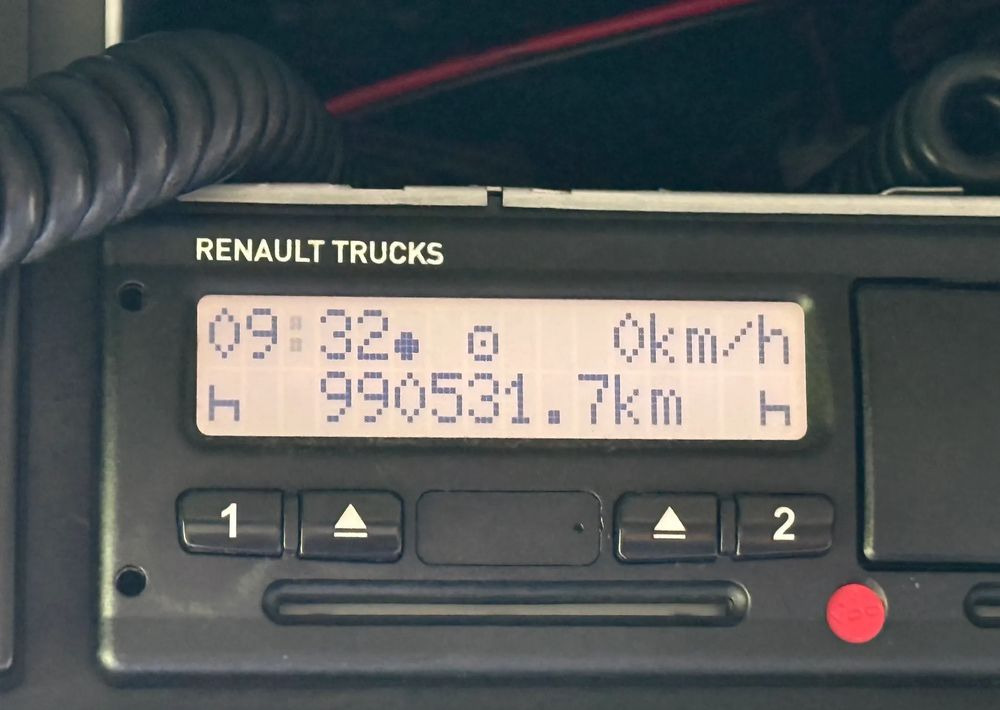 RENAULT TRUCKS
09:32 0km/h
990531.7km
1 2